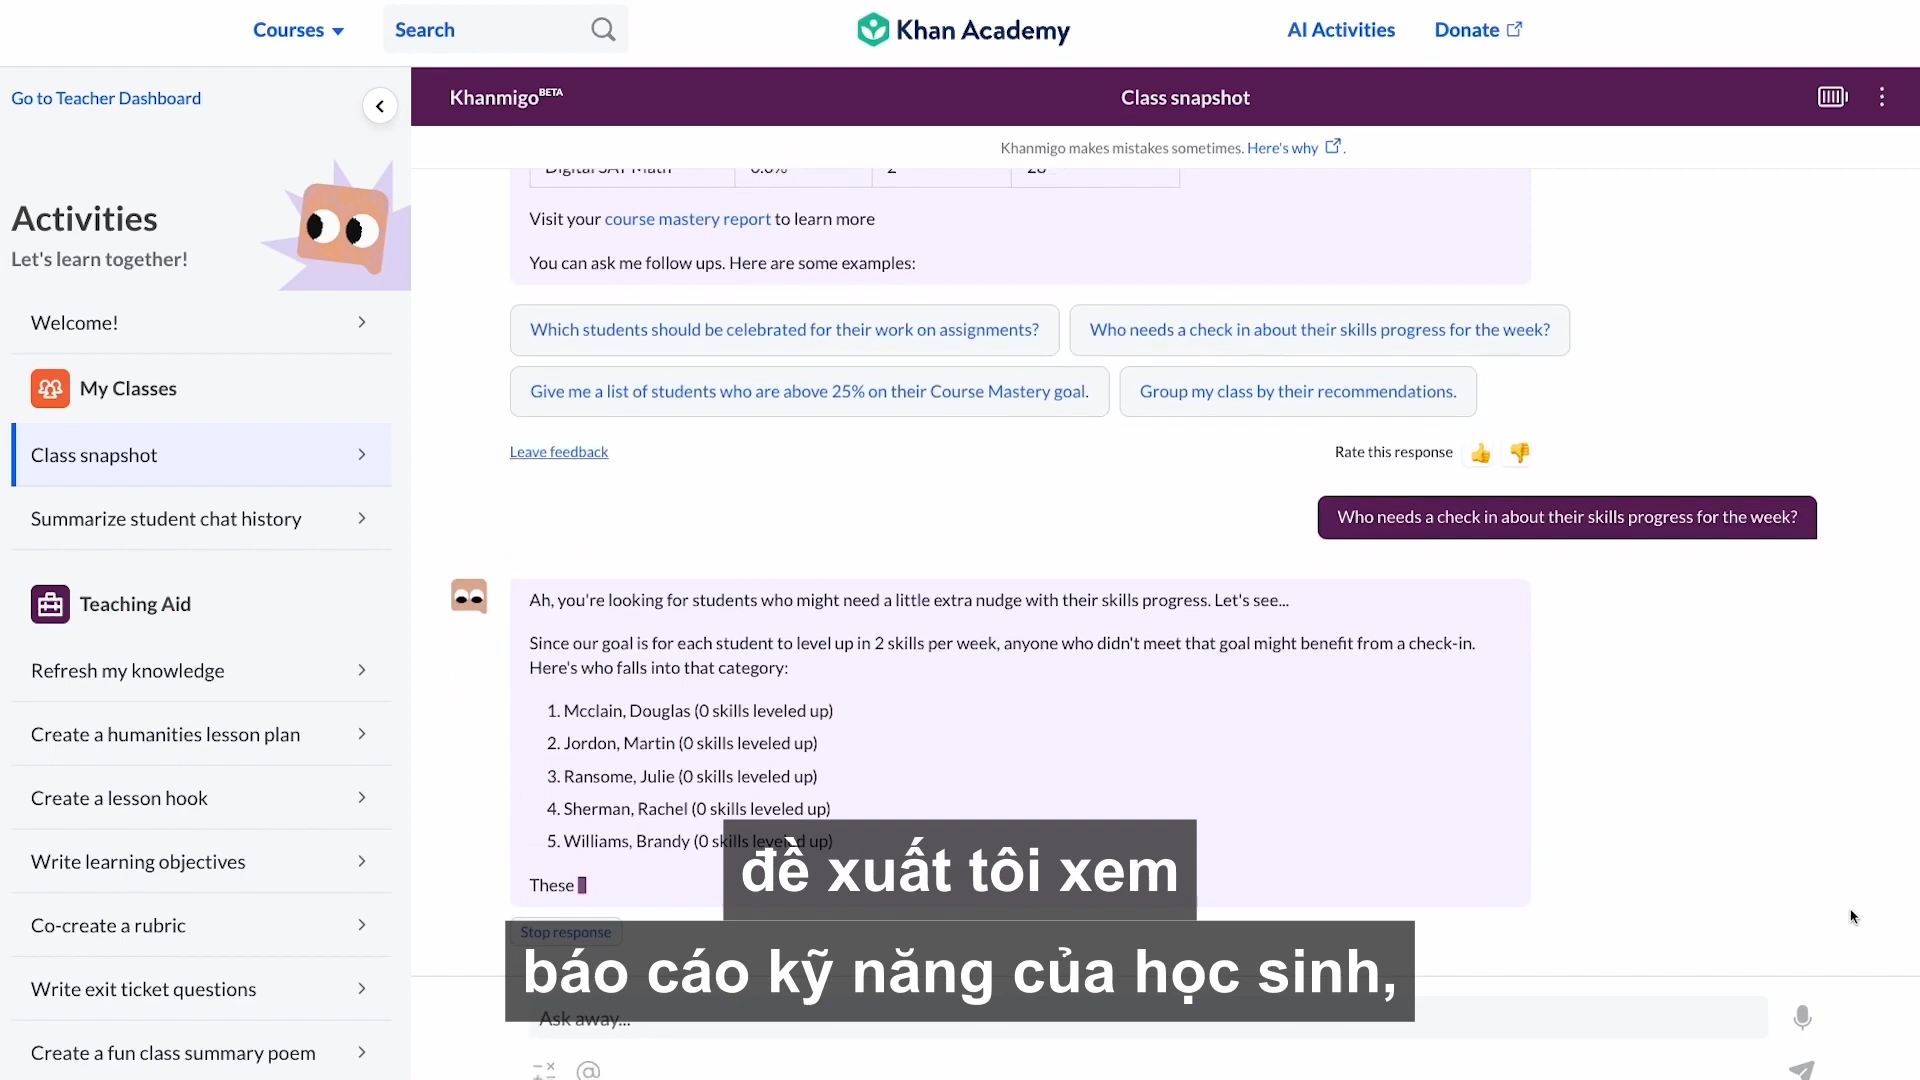 Courses
Search
Khan Academy
AI Activities
Donate
Go to Teacher Dashboard
Khanmigo BETA
Class snapshot
Khanmigo makes mistakes sometimes. Here's why.
Activities
Let's learn together!
Welcome!
My Classes
Class snapshot
Summarize student chat history
Teaching Aid
Refresh my knowledge
Create a humanities lesson plan
Create a lesson hook
Write learning objectives
Co-create a rubric
Write exit ticket questions
Create a fun class summary poem
Digital SAT Math
Visit your course mastery report to learn more
You can ask me follow ups. Here are some examples:
Which students should be celebrated for their work on assignments?
Who needs a check in about their skills progress for the week?
Give me a list of students who are above 25% on their Course Mastery goal.
Group my class by their recommendations.
Leave feedback
Rate this response
Who needs a check in about their skills progress for the week?
Ah, you're looking for students who might need a little extra nudge with their skills progress. Let's see...
Since our goal is for each student to level up in 2 skills per week, anyone who didn't meet that goal might benefit from a check-in.
Here's who falls into that category:
1. Mcclain, Douglas (0 skills leveled up)
2. Jordon, Martin (0 skills leveled up)
3. Ransome, Julie (0 skills leveled up)
4. Sherman, Rachel (0 skills leveled up)
5. Williams, Brandy (0 skills leveled up)
These
Stop response
đề xuất tôi xem
báo cáo kỹ năng của học sinh,
Ask away...